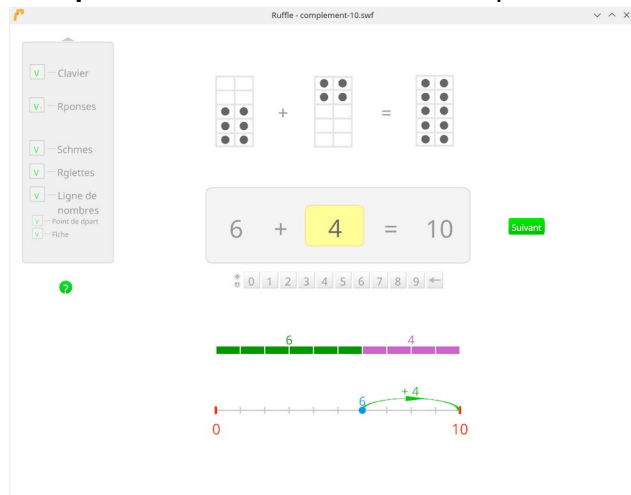 Ruffle - complement-10.swf
v Clavier
v Rponses
v Schmes
v Rglettes
v Ligne de
nombres
v Point de dpart
v Flche
?
+ =
6 + 4 = 10
Suivant
0 1 2 3 4 5 6 7 8 9 ←
6 4
+ 4
6
0 10